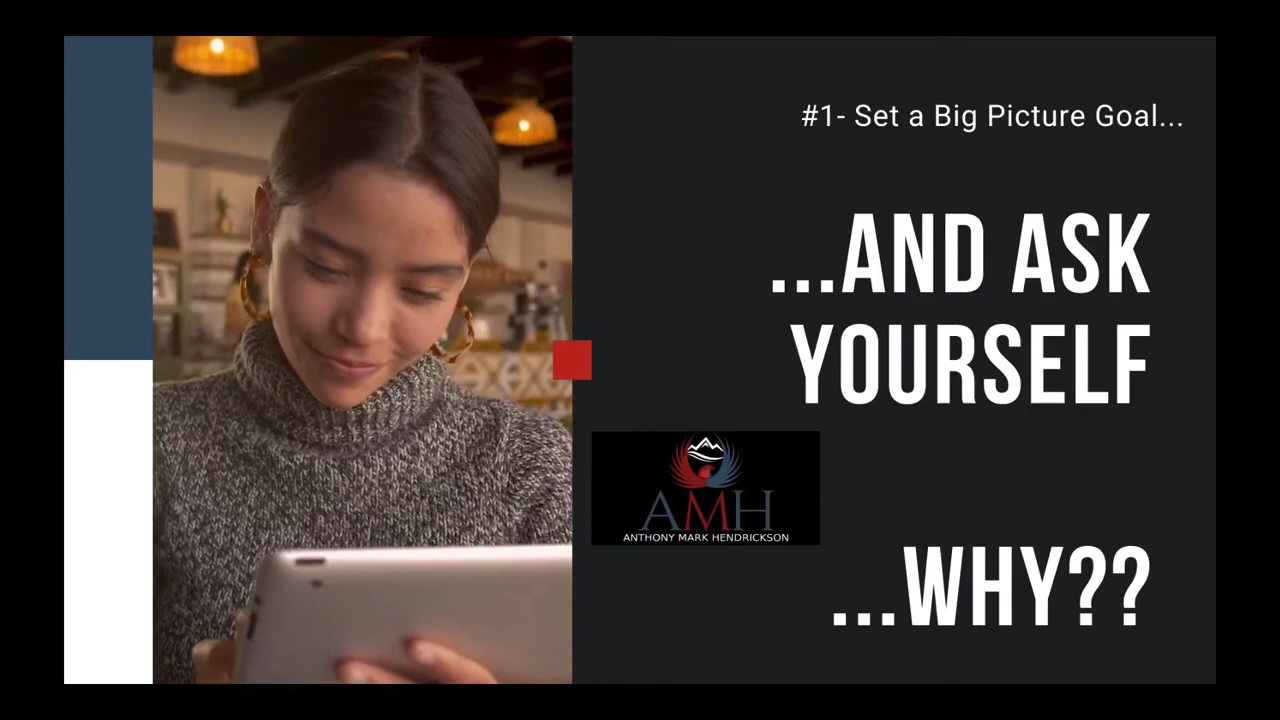 #1- Set a Big Picture Goal...
...AND ASK
YOURSELF
AMH
ANTHONY MARK HENDRICKSON
...WHY??